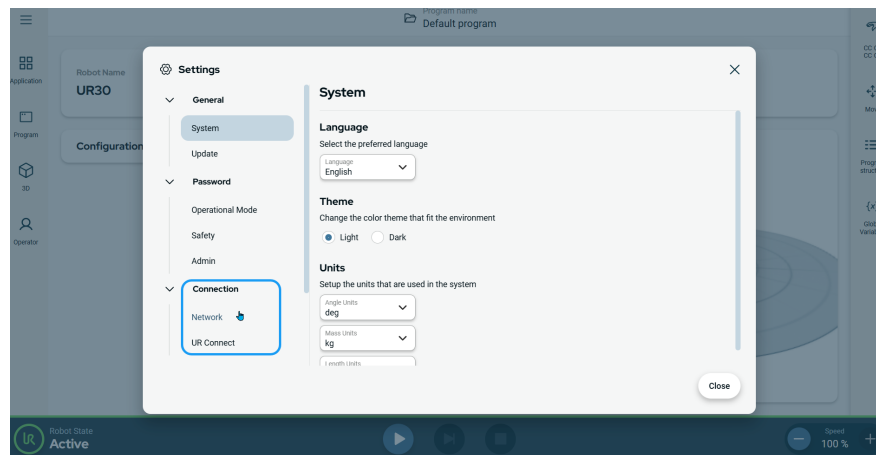 Program name
Default program
Application
Program
3D
Operator
Robot Name
UR30
Configuration
Settings
General
System
Update
Password
Operational Mode
Safety
Admin
Connection
Network
UR Connect
System
Language
Select the preferred language
Language
English
Theme
Change the color theme that fit the environment
Light
Dark
Units
Setup the units that are used in the system
Angle Units
deg
Mass Units
kg
Length Units
Close
Robot State
Active
Speed
100 %